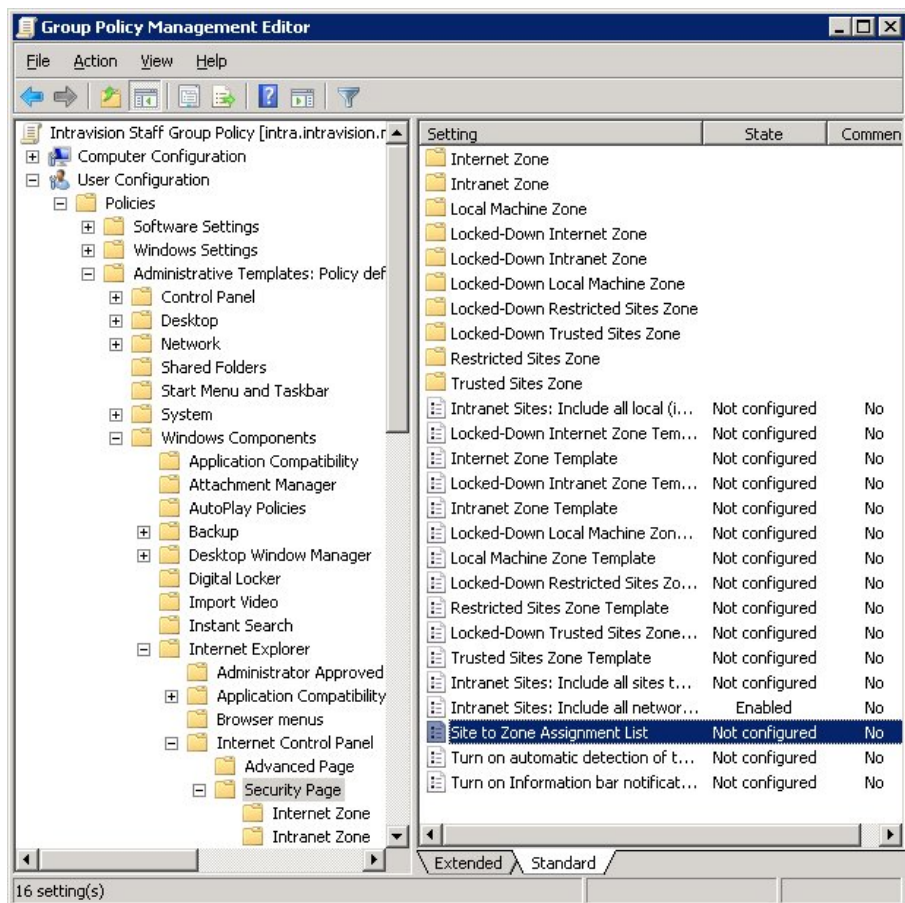 Group Policy Management Editor
File Action View Help
Intravision Staff Group Policy [intra.intravision.r
Computer Configuration
User Configuration
Policies
Software Settings
Windows Settings
Administrative Templates: Policy def
Control Panel
Desktop
Network
Shared Folders
Start Menu and Taskbar
System
Windows Components
Application Compatibility
Attachment Manager
AutoPlay Policies
Backup
Desktop Window Manager
Digital Locker
Import Video
Instant Search
Internet Explorer
Administrator Approved
Application Compatibility
Browser menus
Internet Control Panel
Advanced Page
Security Page
Internet Zone
Intranet Zone
Setting State Commen
Internet Zone
Intranet Zone
Local Machine Zone
Locked-Down Internet Zone
Locked-Down Intranet Zone
Locked-Down Local Machine Zone
Locked-Down Restricted Sites Zone
Locked-Down Trusted Sites Zone
Restricted Sites Zone
Trusted Sites Zone
Intranet Sites: Include all local (i... Not configured No
Locked-Down Internet Zone Tem... Not configured No
Internet Zone Template Not configured No
Locked-Down Intranet Zone Tem... Not configured No
Intranet Zone Template Not configured No
Locked-Down Local Machine Zon... Not configured No
Local Machine Zone Template Not configured No
Locked-Down Restricted Sites Zo... Not configured No
Restricted Sites Zone Template Not configured No
Locked-Down Trusted Sites Zone... Not configured No
Trusted Sites Zone Template Not configured No
Intranet Sites: Include all sites t... Not configured No
Intranet Sites: Include all networ... Enabled No
Site to Zone Assignment List Not configured No
Turn on automatic detection of t... Not configured No
Turn on Information bar notificat... Not configured No
Extended Standard
16 setting(s)